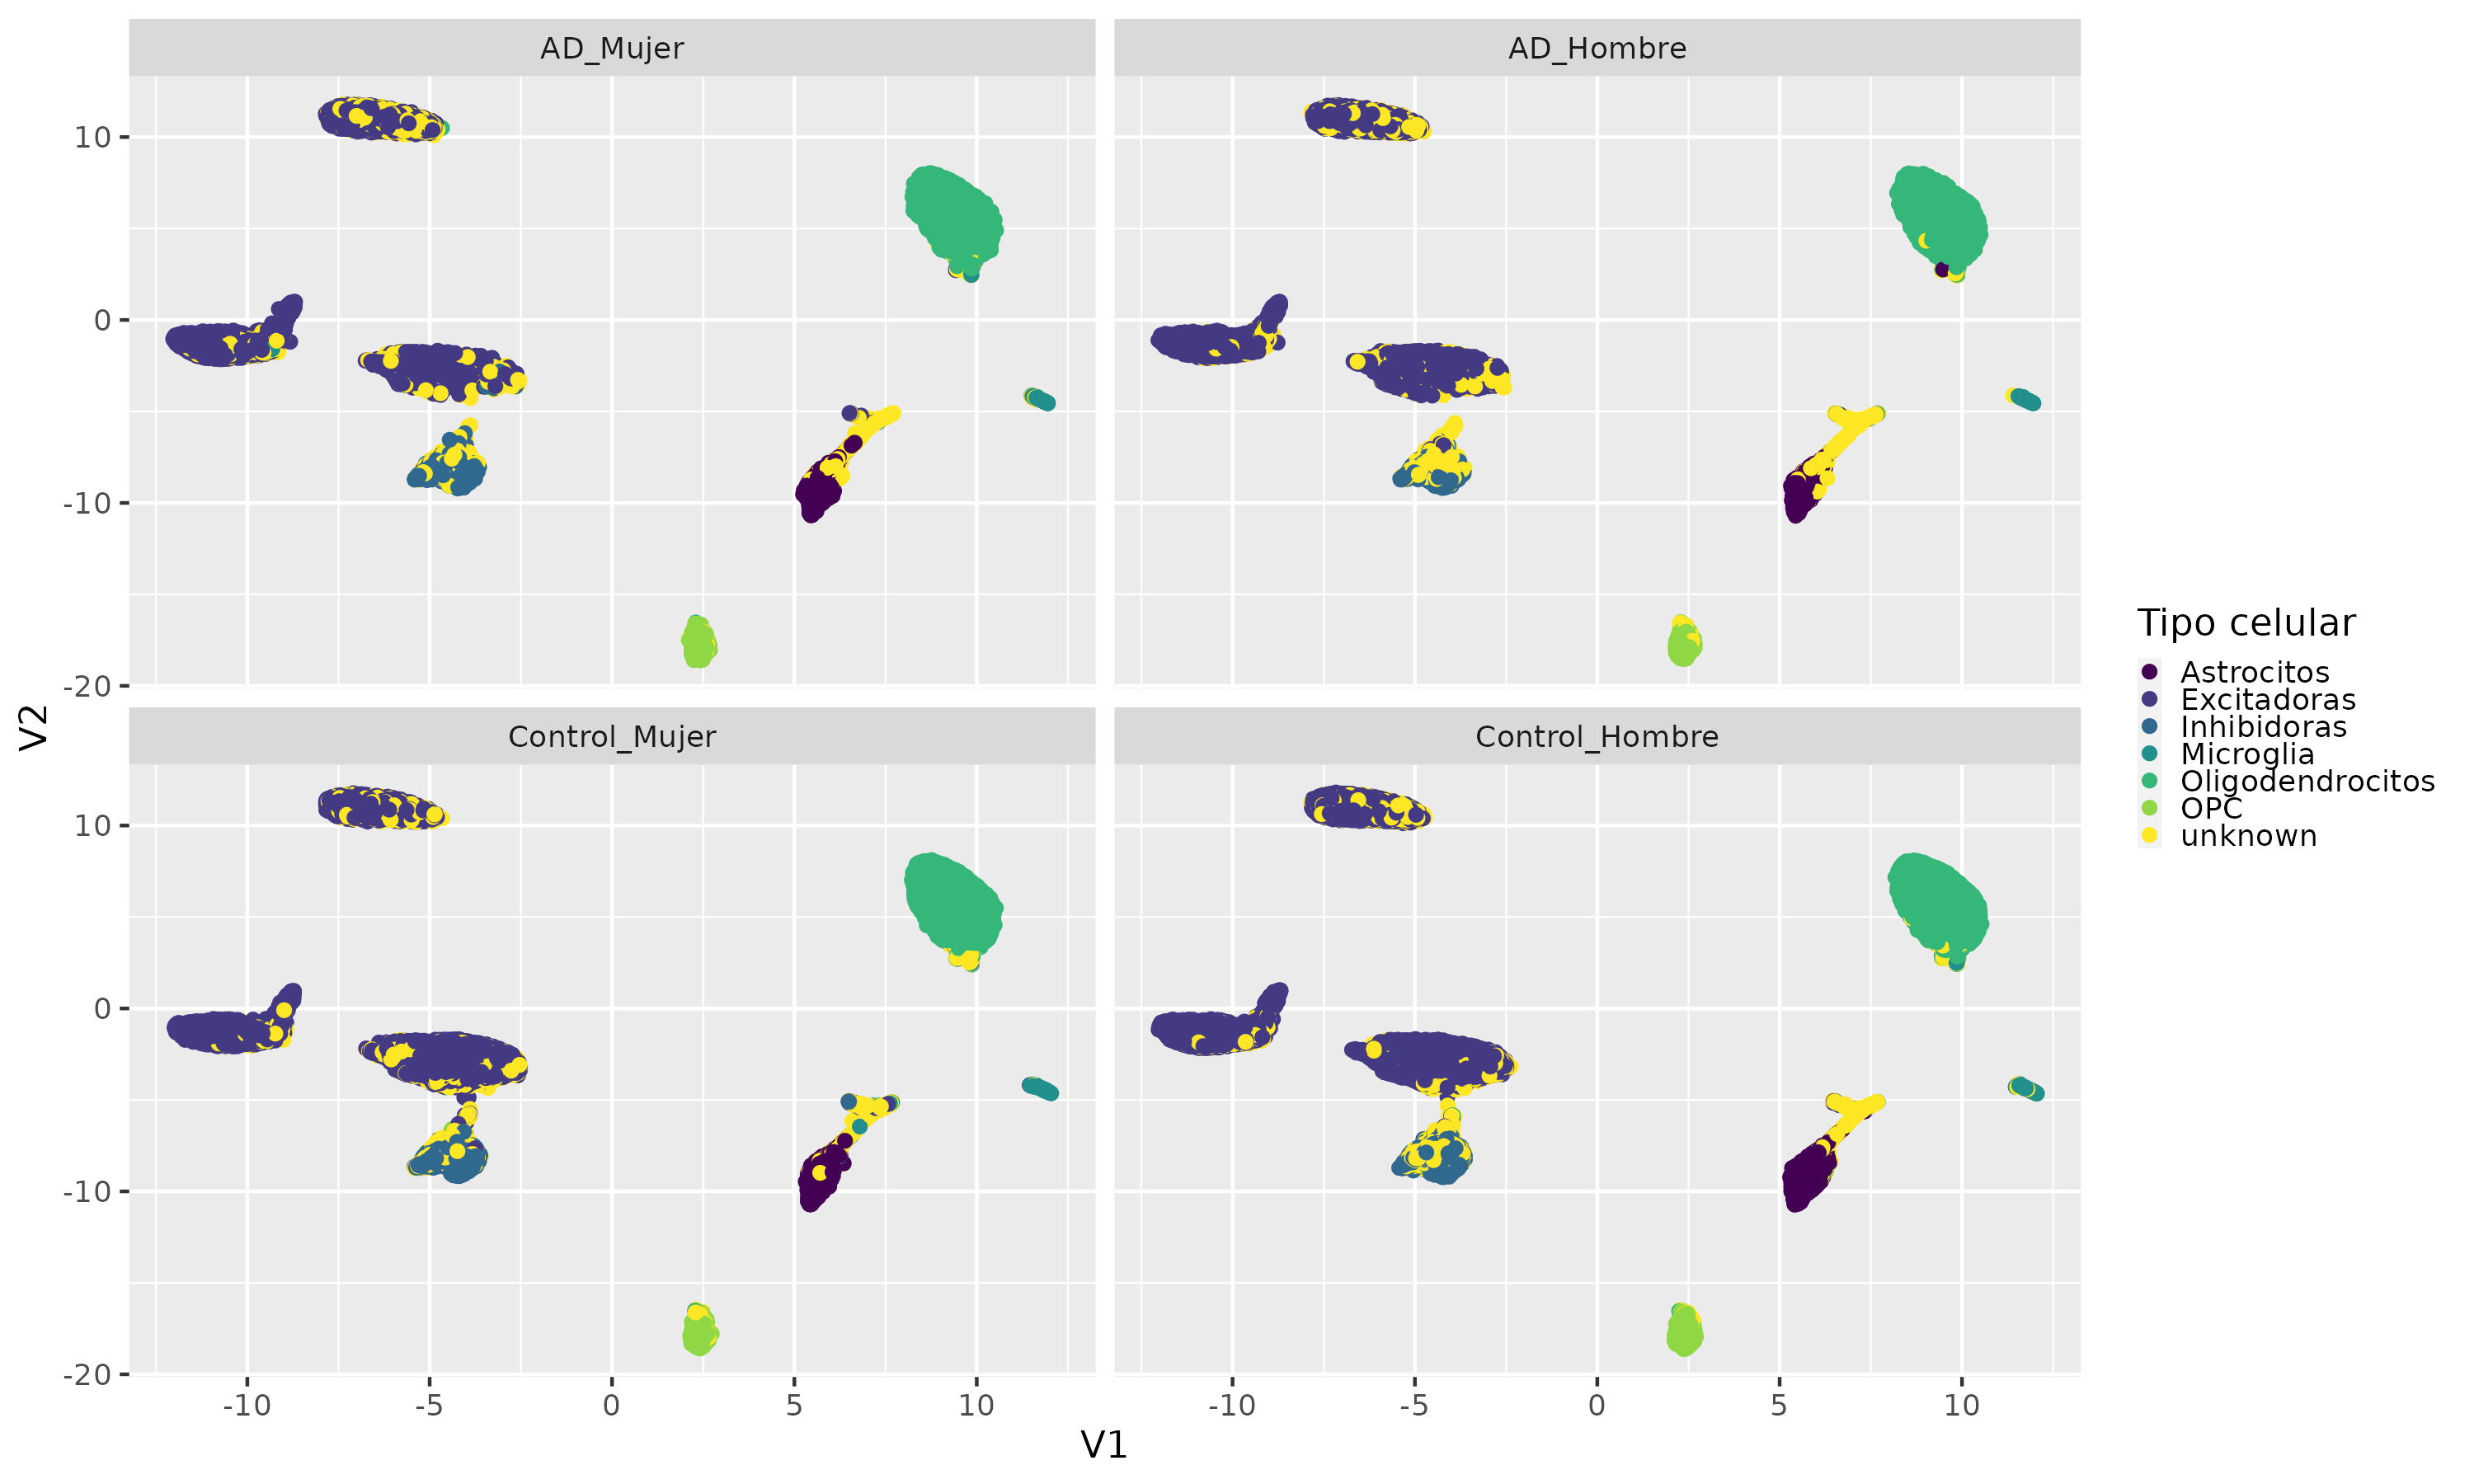 AD_Mujer
AD_Hombre
10
0
-10
-20
V2
Control_Mujer
Control_Hombre
10
0
-10
-20
-10
-5
0
5
10
-10
-5
0
5
10
V1
Tipo celular
Astrocitos
Excitadoras
Inhibidoras
Microglia
Oligodendrocitos
OPC
unknown